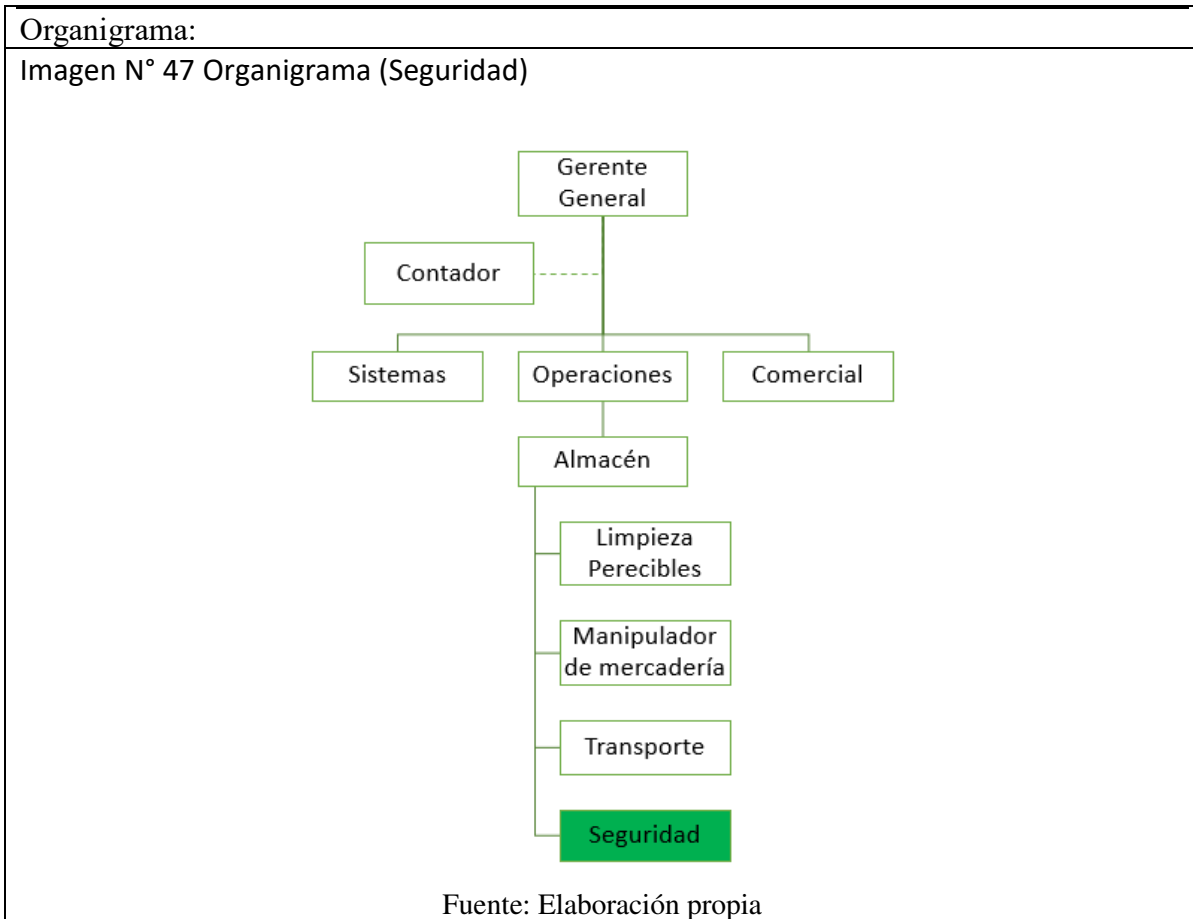 Organigrama:
Imagen N° 47 Organigrama (Seguridad)
Gerente
General
Contador
Sistemas
Operaciones
Comercial
Almacén
Limpieza
Perecibles
Manipulador
de mercadería
Transporte
Seguridad
Fuente: Elaboración propia